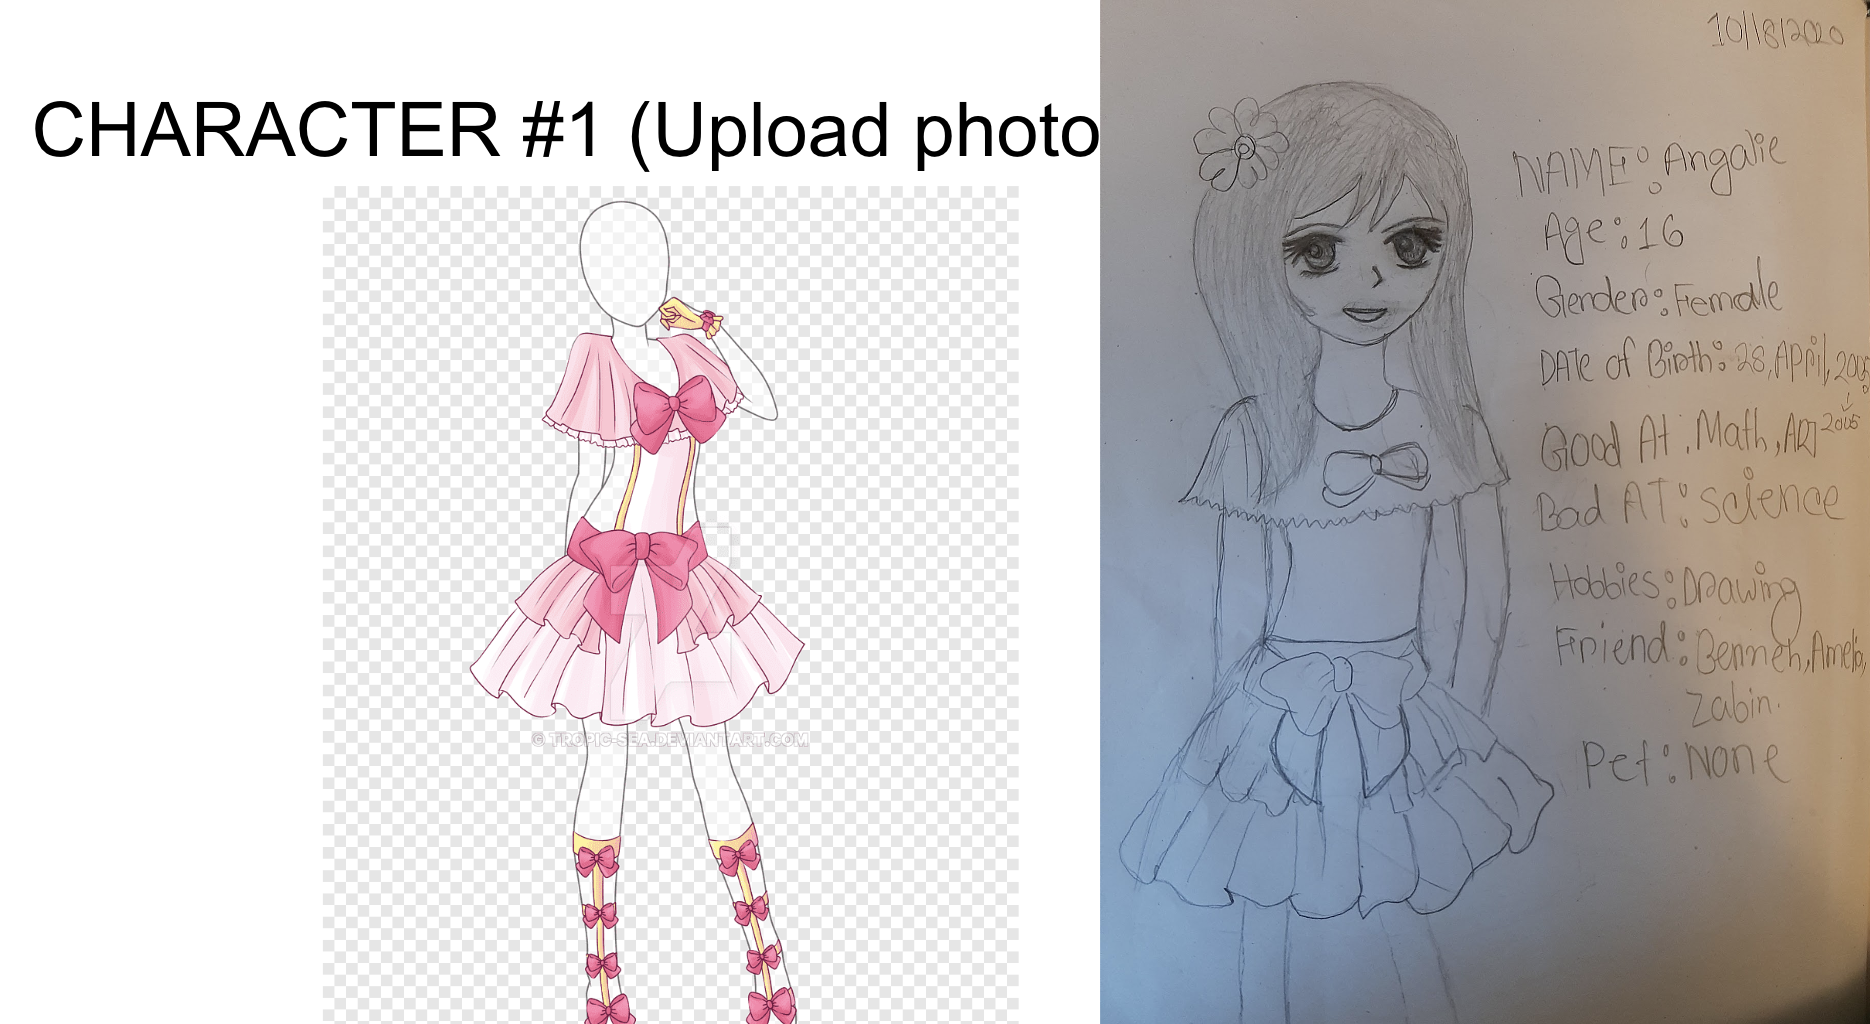 CHARACTER #1 (Upload photo
© TROPIC-SEA.DEVIANTART.COM
10/18/2020
NAME: Angalie
Age: 16
Gender: Female
DATE of Birth: 28, April, 2005
2005
Good At: Math, ART
Bad AT: science
Hobbies: Drawing
Friend: Benneh, Amelia,
Zabin.
Pet: None